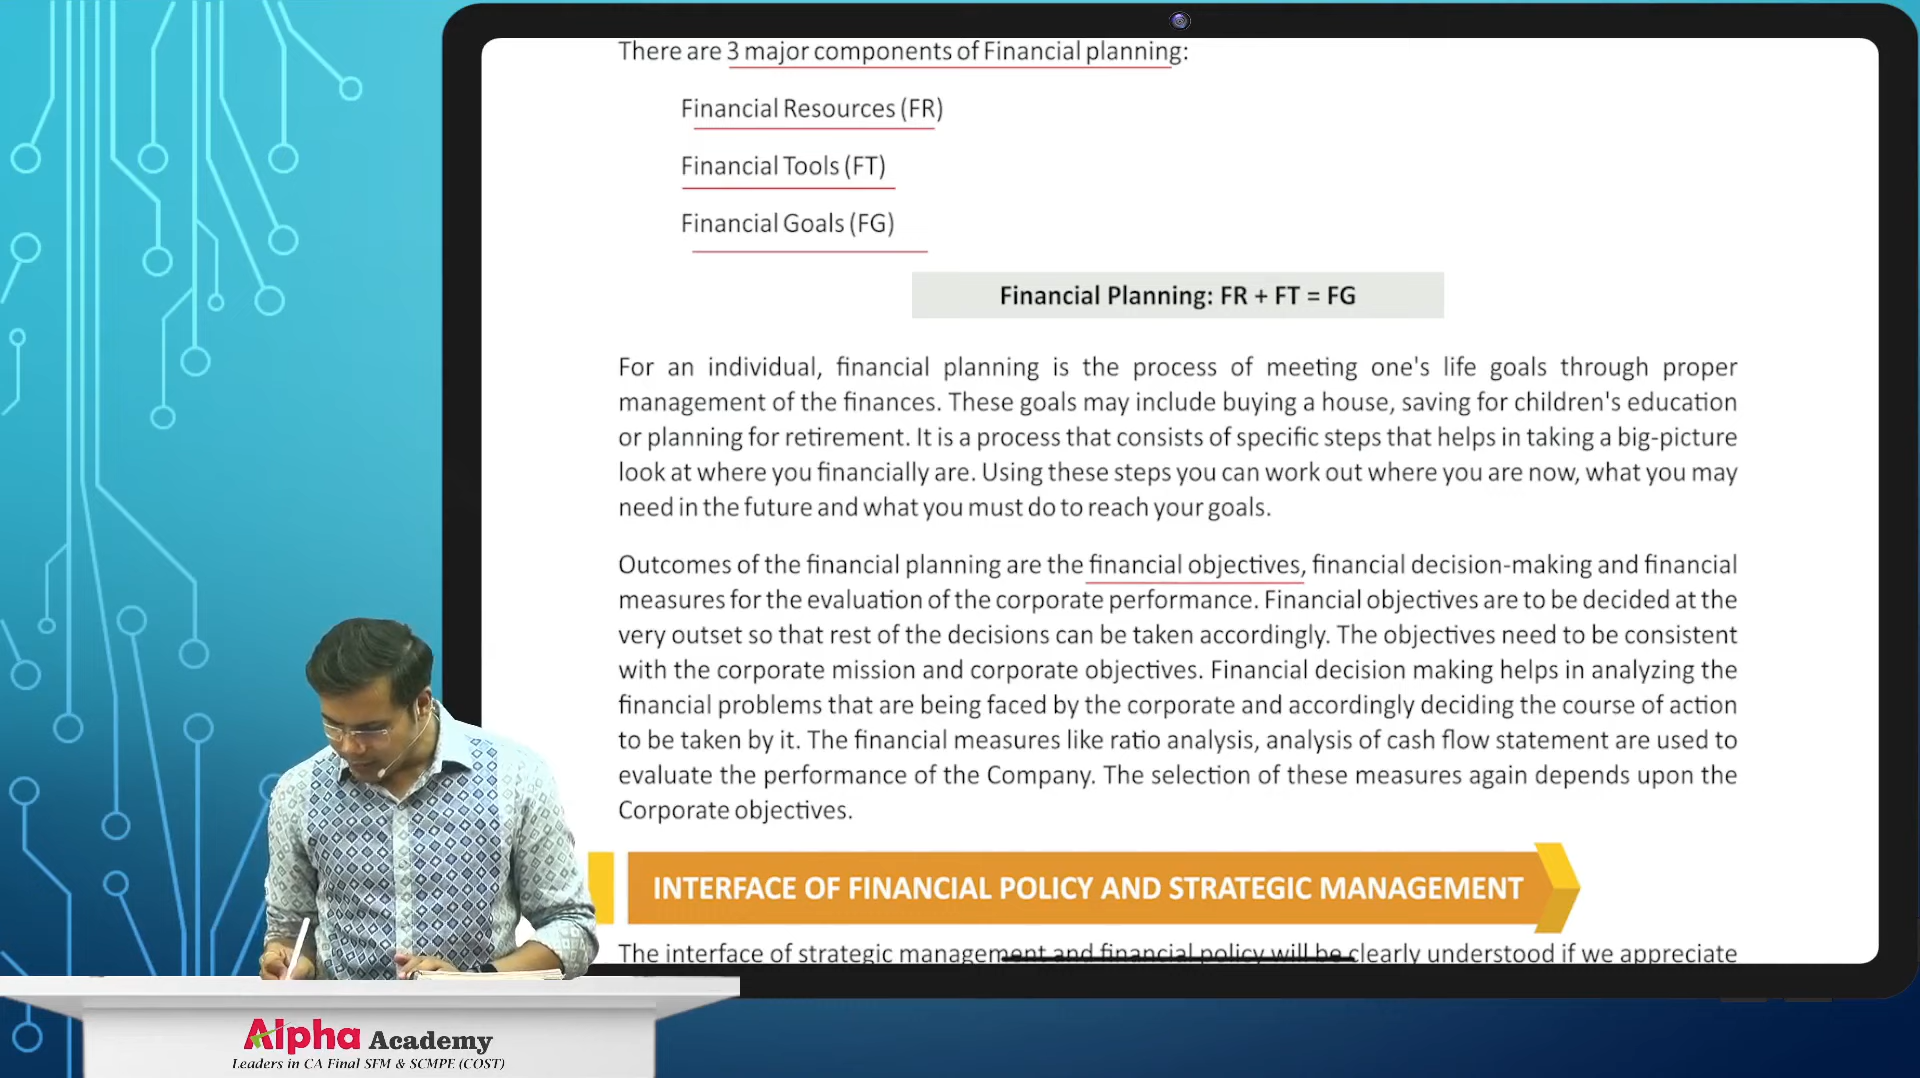 There are 3 major components of Financial planning:
Financial Resources (FR)
Financial Tools (FT)
Financial Goals (FG)
Financial Planning: FR + FT = FG
For an individual, financial planning is the process of meeting one's life goals through proper
management of the finances. These goals may include buying a house, saving for children's education
or planning for retirement. It is a process that consists of specific steps that helps in taking a big-picture
look at where you financially are. Using these steps you can work out where you are now, what you may
need in the future and what you must do to reach your goals.
Outcomes of the financial planning are the financial objectives, financial decision-making and financial
measures for the evaluation of the corporate performance. Financial objectives are to be decided at the
very outset so that rest of the decisions can be taken accordingly. The objectives need to be consistent
with the corporate mission and corporate objectives. Financial decision making helps in analyzing the
financial problems that are being faced by the corporate and accordingly deciding the course of action
to be taken by it. The financial measures like ratio analysis, analysis of cash flow statement are used to
evaluate the performance of the Company. The selection of these measures again depends upon the
Corporate objectives.
INTERFACE OF FINANCIAL POLICY AND STRATEGIC MANAGEMENT
The interface of strategic management and financial policy will be clearly understood if we appreciate
Alpha Academy
Leaders in CA Final SFM & SCMPE (COST)